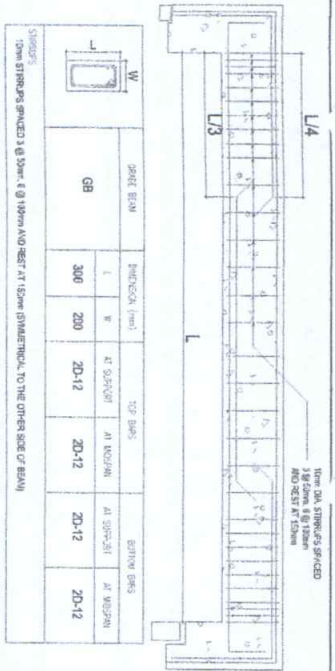 L/4
L/3
L
10mm DIA. STIRRUPS SPACED
3 @ 50mm, 6 @ 100mm
AND REST AT 150mm
W
L
GRADE BEAM
DIMENSION (mm)
TOP BARS
BOTTOM BARS
L
W
AT SUPPORT
AT MIDSPAN
AT SUPPORT
AT MIDSPAN
GB
300
200
2D-12
2D-12
2D-12
2D-12
STIRRUPS
10mm STIRRUPS SPACED 3 @ 50mm, 6 @ 100mm AND REST AT 150mm (SYMMETRICAL TO THE OTHER SIDE OF BEAM)